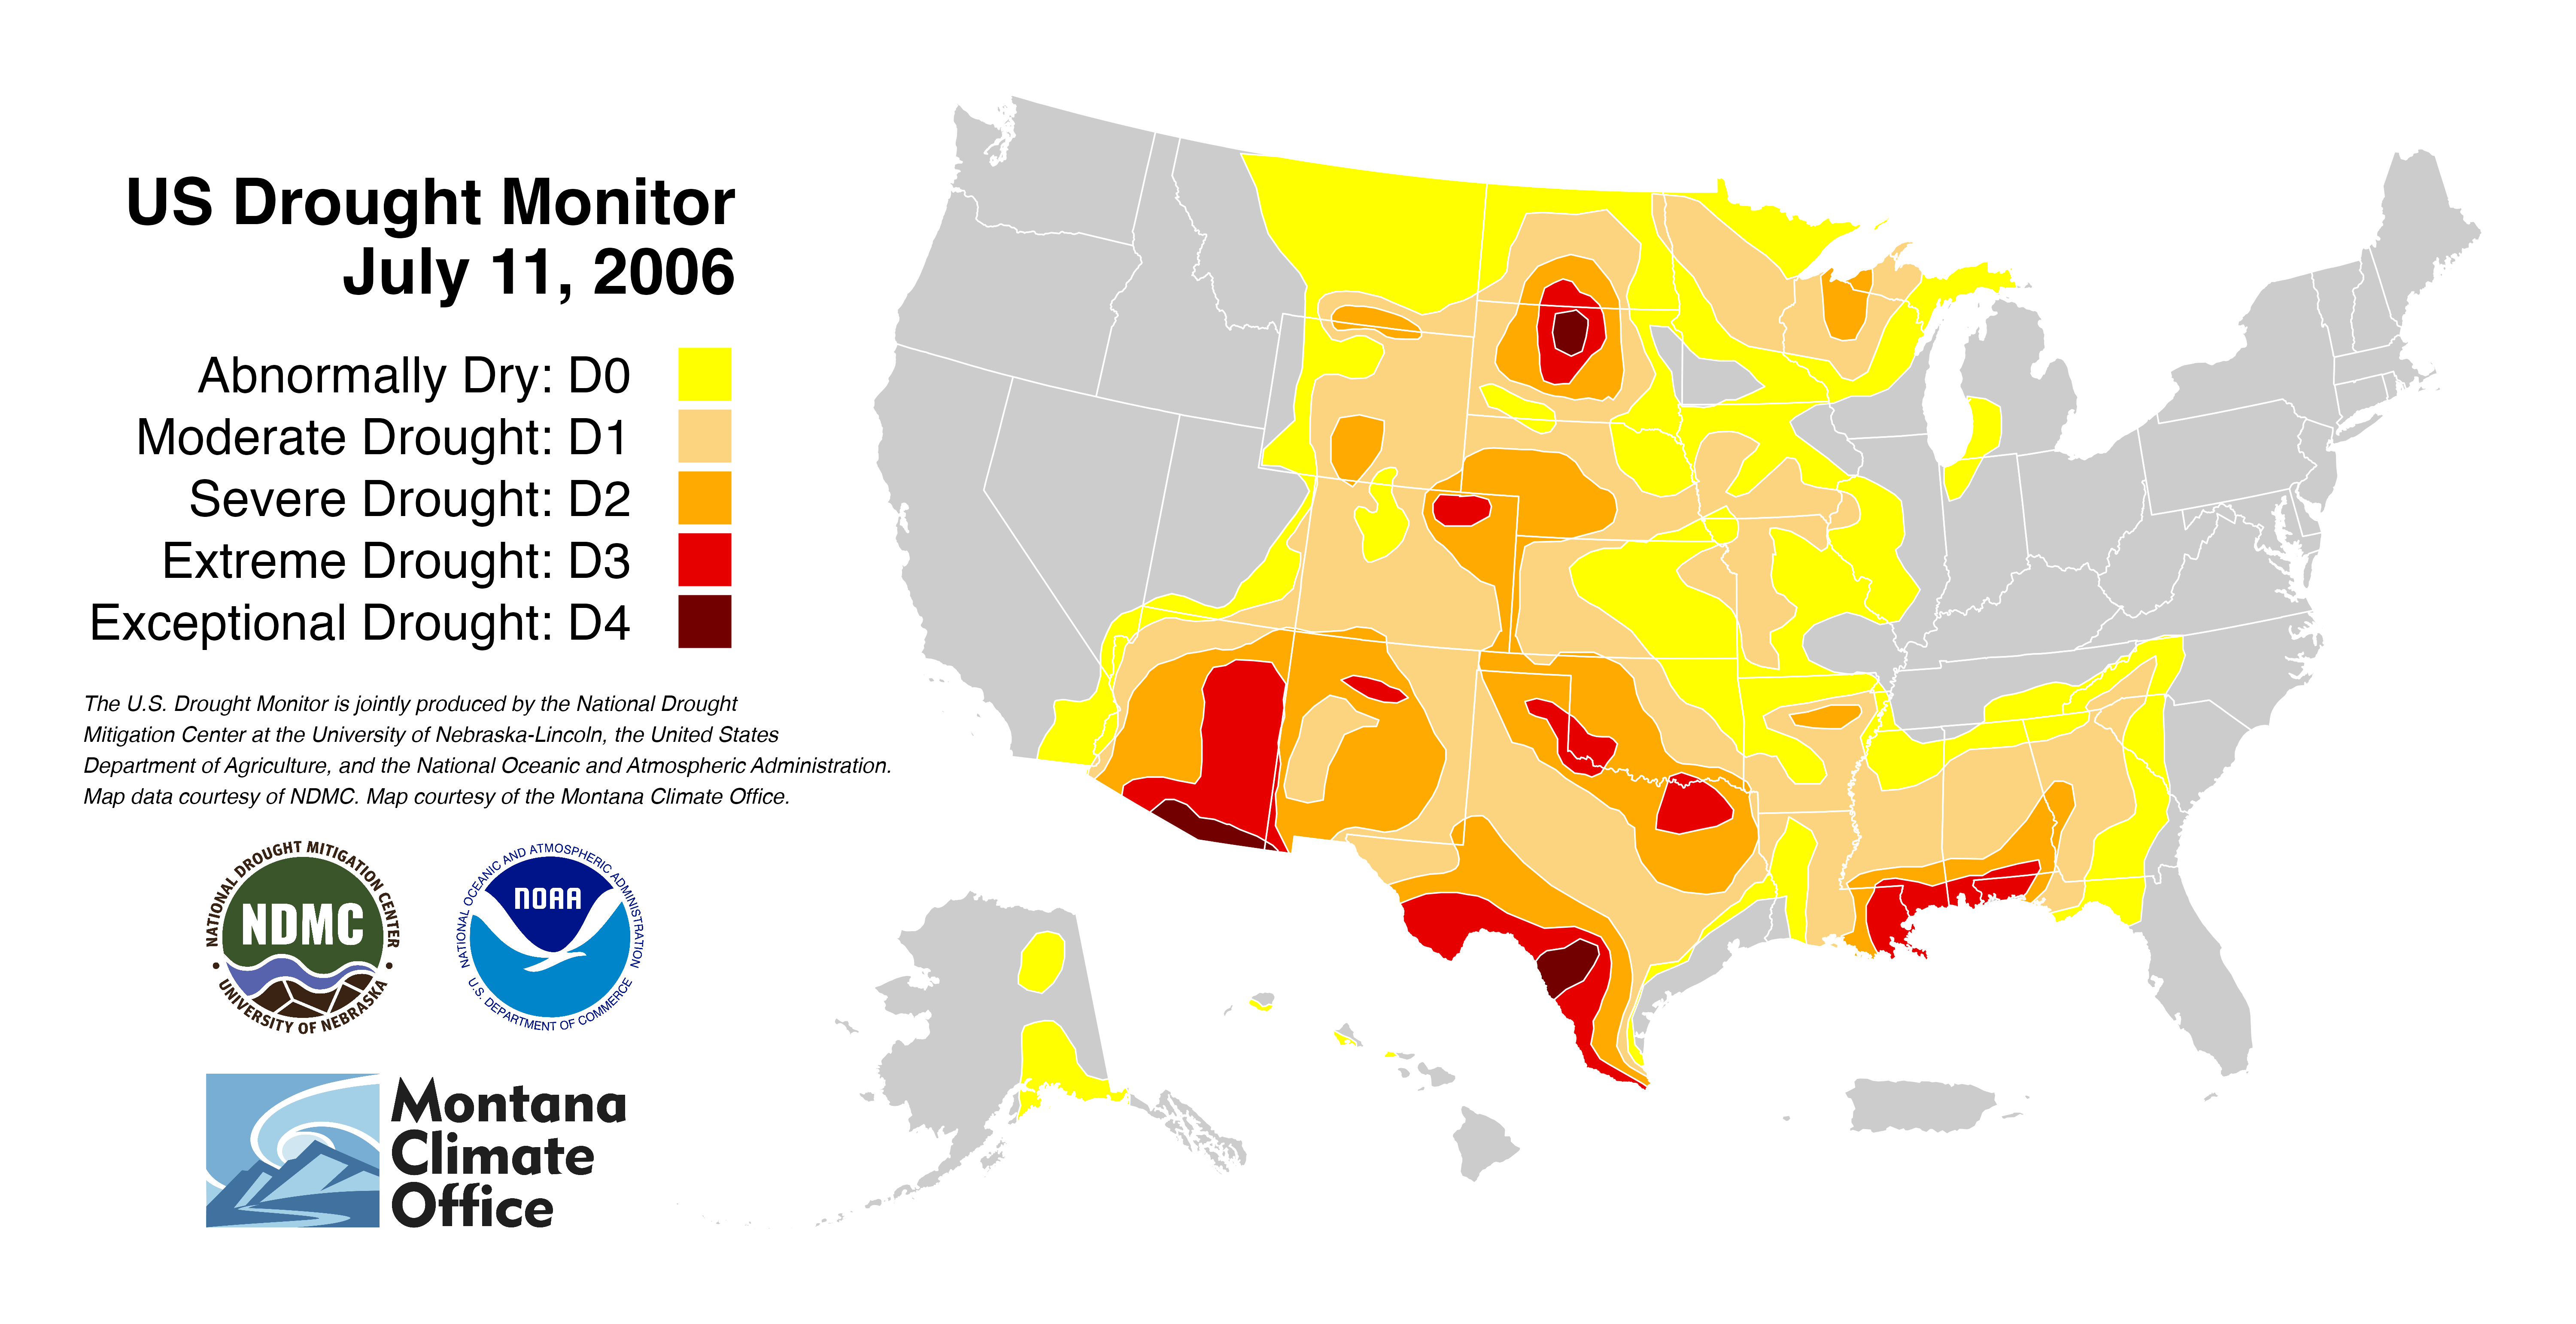 US Drought Monitor
July 11, 2006
Abnormally Dry: D0
Moderate Drought: D1
Severe Drought: D2
Extreme Drought: D3
Exceptional Drought: D4
The U.S. Drought Monitor is jointly produced by the National Drought
Mitigation Center at the University of Nebraska-Lincoln, the United States
Department of Agriculture, and the National Oceanic and Atmospheric Administration.
Map data courtesy of NDMC. Map courtesy of the Montana Climate Office.
NATIONAL DROUGHT MITIGATION CENTER
NDMC
UNIVERSITY OF NEBRASKA
NATIONAL OCEANIC AND ATMOSPHERIC ADMINISTRATION
NOAA
U.S. DEPARTMENT OF COMMERCE
Montana
Climate
Office